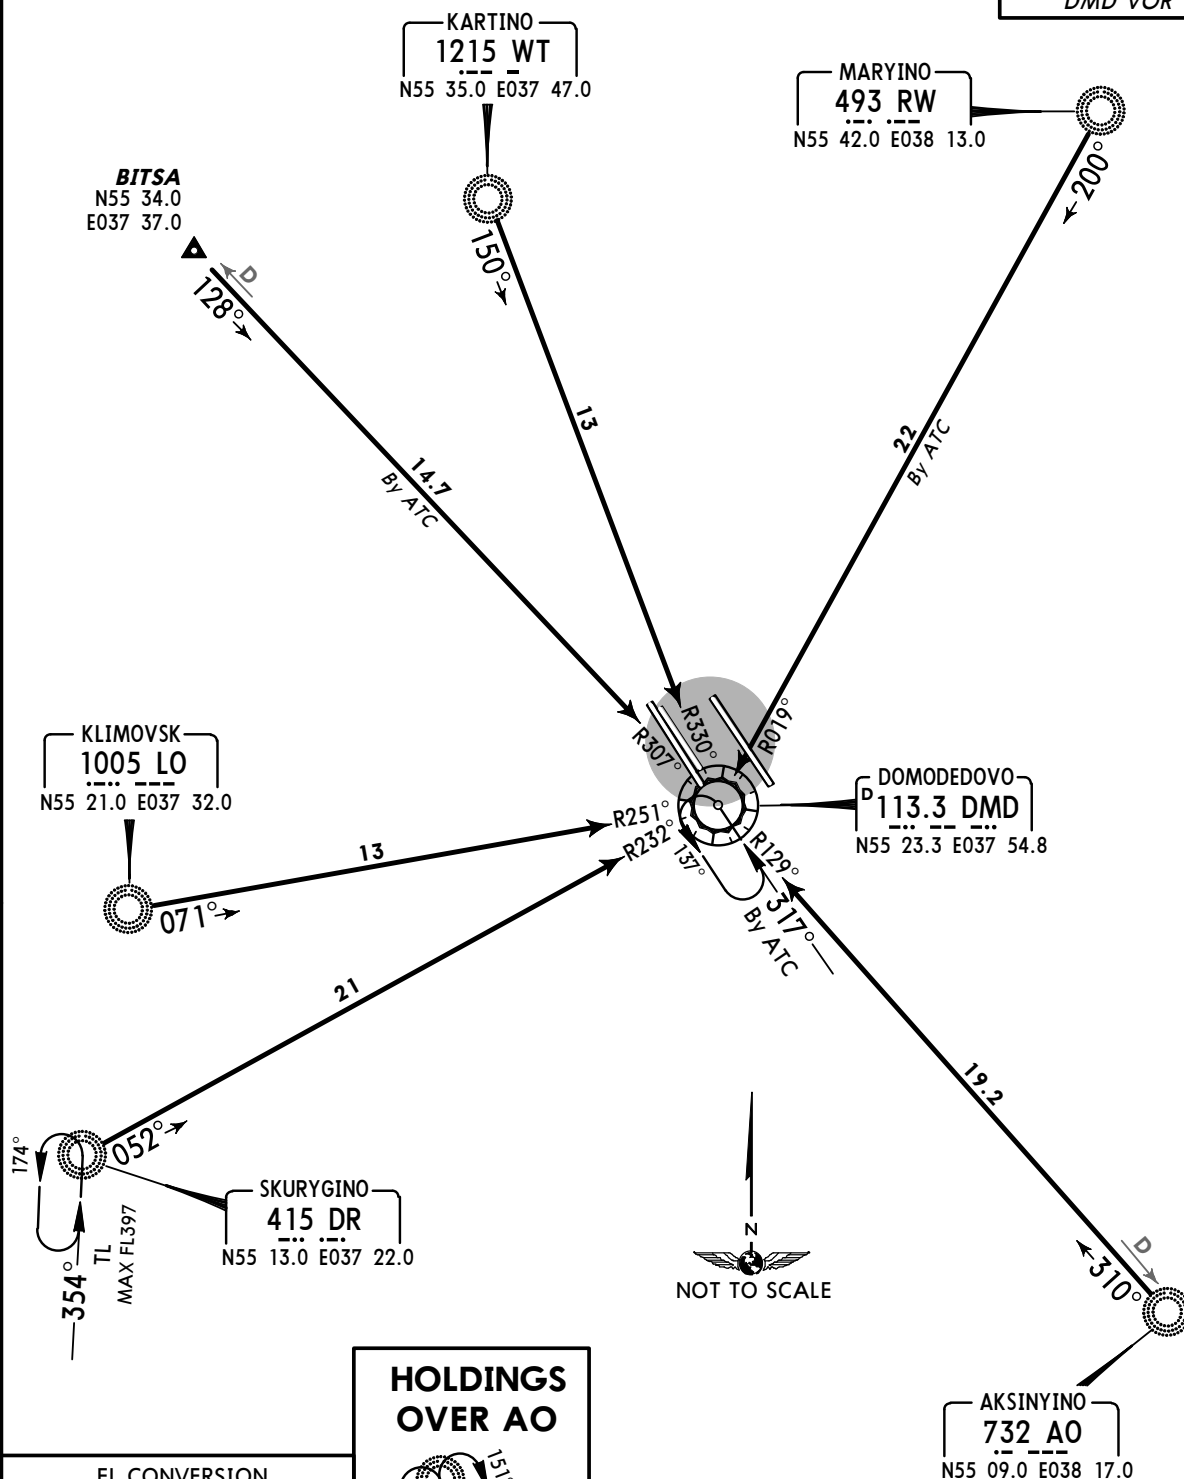 DMD VOR
KARTINO
1215 WT
N55 35.0 E037 47.0
MARYINO
493 RW
N55 42.0 E038 13.0
BITSA
N55 34.0
E037 37.0
D
128°
150°
200°
13
22
By ATC
14.7
By ATC
R330°
R019°
R307°
KLIMOVSK
1005 LO
N55 21.0 E037 32.0
DOMODEDOVO
D 113.3 DMD
N55 23.3 E037 54.8
R251°
R232°
137°
R129°
317°
By ATC
13
071°
21
19.2
052°
174°
SKURYGINO
415 DR
N55 13.0 E037 22.0
354°
TL
MAX FL397
N
NOT TO SCALE
D
310°
HOLDINGS
OVER AO
151°
AKSINYINO
732 AO
N55 09.0 E038 17.0
FL CONVERSION